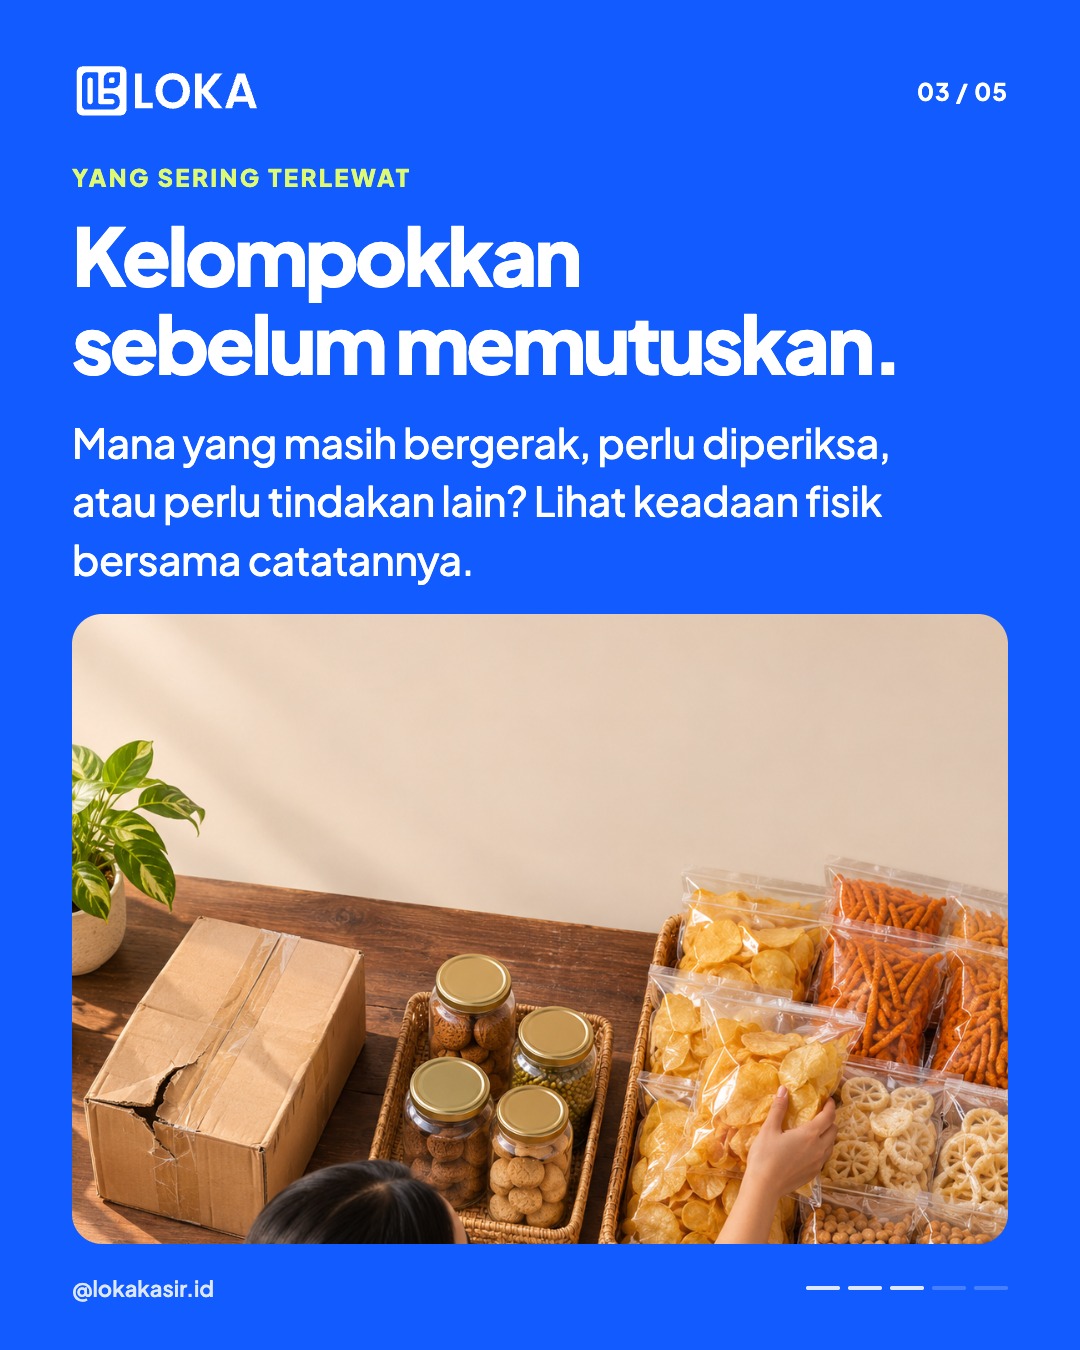 LOKA
03 / 05
YANG SERING TERLEWAT
Kelompokkan
sebelum memutuskan.
Mana yang masih bergerak, perlu diperiksa,
atau perlu tindakan lain? Lihat keadaan fisik
bersama catatannya.
@lokakasir.id